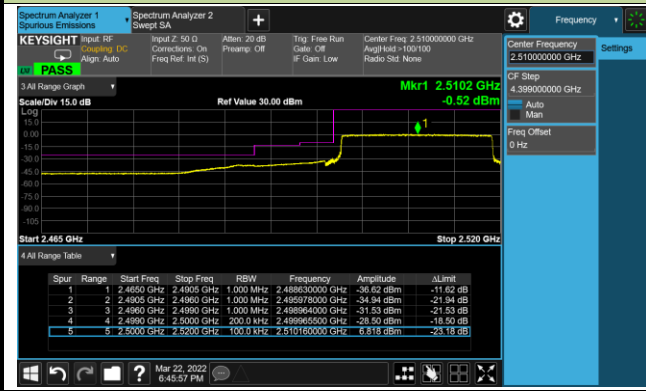 Spectrum Analyzer 1
Spurious Emissions
Spectrum Analyzer 2
Swept SA
Frequency
KEYSIGHT
Input: RF
Coupling: DC
Align: Auto
Input Z: 50 Ω
Corrections: On
Freq Ref: Int (S)
Atten: 20 dB
Preamp: Off
Trig: Free Run
Gate: Off
IF Gain: Low
Center Freq: 2.510000000 GHz
Avg|Hold >100/100
Radio Std: None
PASS
Center Frequency
2.510000000 GHz
Settings
CF Step
4.399000000 GHz
Auto
Man
Freq Offset
0 Hz
3 All Range Graph
Mkr1 2.5102 GHz
-0.52 dBm
Scale/Div 15.0 dB
Ref Value 30.00 dBm
Log
15.0
0.00
-15.0
-30.0
-45.0
-60.0
-75.0
-90.0
-105
1
Start 2.465 GHz
Stop 2.520 GHz
4 All Range Table
Spur Range Start Freq Stop Freq RBW Frequency Amplitude ΔLimit
1 1 2.4650 GHz 2.4905 GHz 1.000 MHz 2.488630000 GHz -36.62 dBm -11.62 dB
2 2 2.4905 GHz 2.4960 GHz 1.000 MHz 2.495978000 GHz -34.94 dBm -21.94 dB
3 3 2.4960 GHz 2.4990 GHz 1.000 MHz 2.498964000 GHz -31.53 dBm -21.53 dB
4 4 2.4990 GHz 2.5000 GHz 200.0 kHz 2.499965500 GHz -28.50 dBm -18.50 dB
5 5 2.5000 GHz 2.5200 GHz 100.0 kHz 2.510160000 GHz 6.818 dBm -23.18 dB
Mar 22, 2022
6:45:57 PM